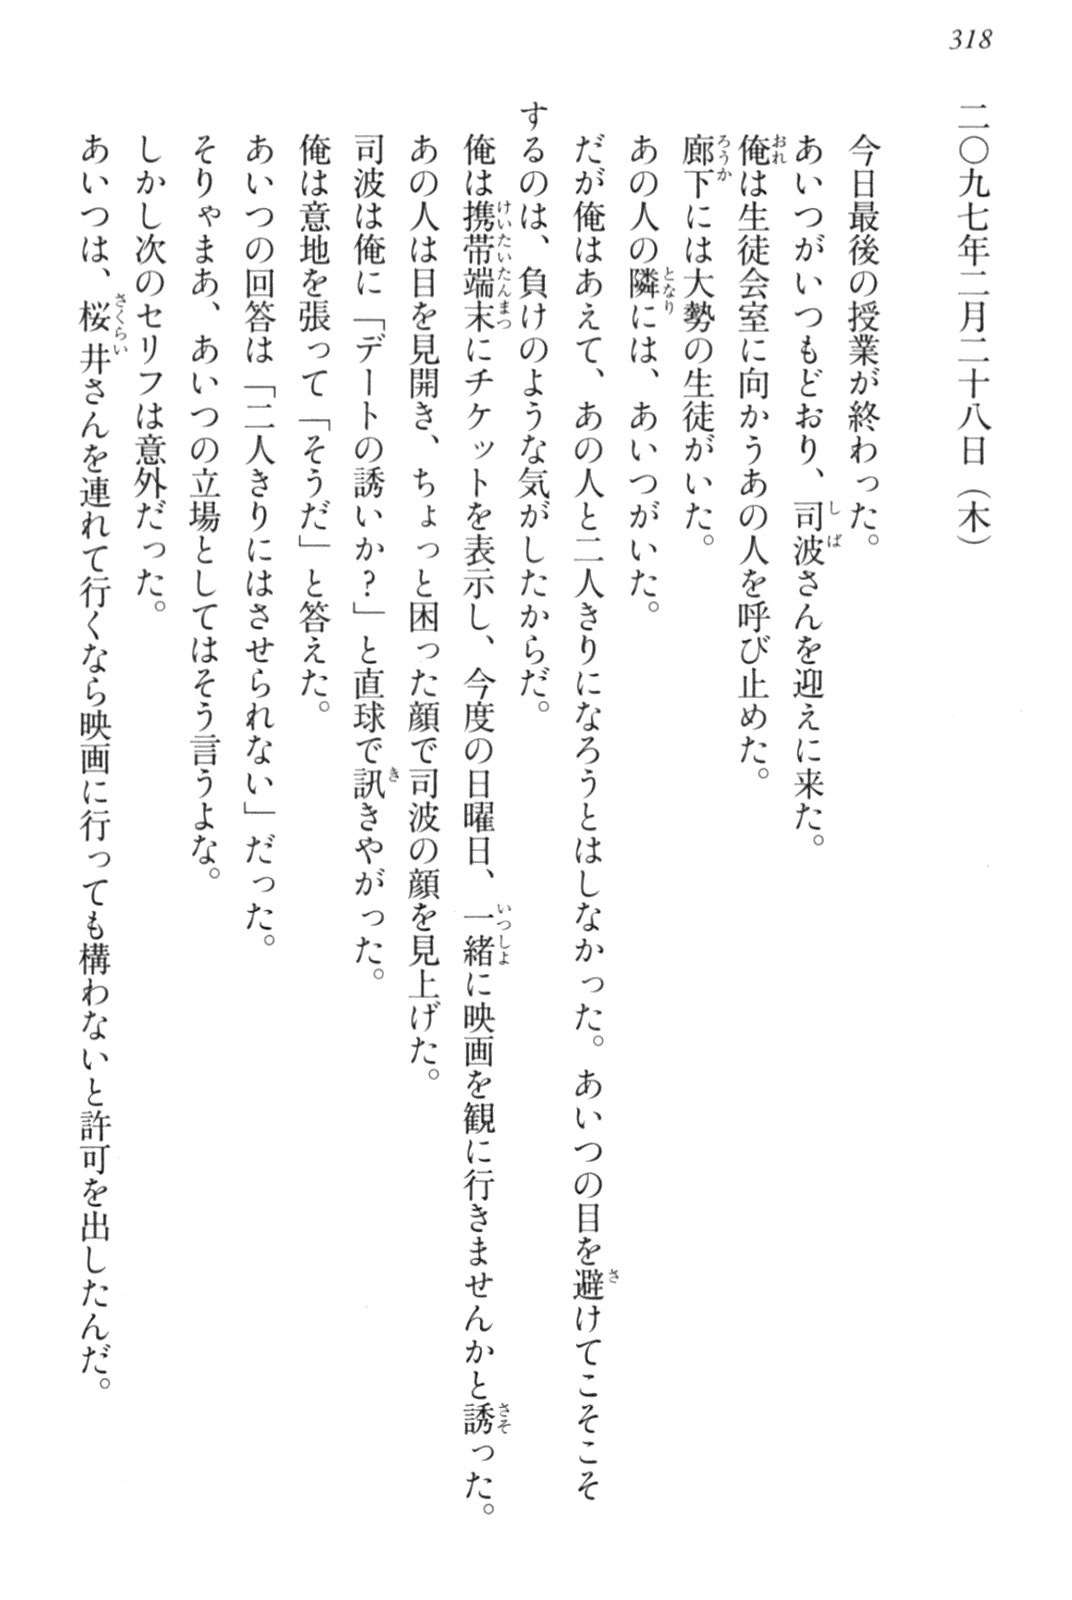 318
二〇九七年二月二十八日（木）
今日最後の授業が終わった。
あいつがいつもどおり、司波さんを迎えに来た。
俺は生徒会室に向かうあの人を呼び止めた。
廊下には大勢の生徒がいた。
あの人の隣には、あいつがいた。
だが俺はあえて、あの人と二人きりになろうとはしなかった。あいつの目を避けてこそこそ
するのは、負けのような気がしたからだ。
俺は携帯端末にチケットを表示し、今度の日曜日、一緒に映画を観に行きませんかと誘った。
あの人は目を見開き、ちょっと困った顔で司波の顔を見上げた。
司波は俺に「デートの誘いか？」と直球で訊きやがった。
俺は意地を張って「そうだ」と答えた。
あいつの回答は「二人きりにはさせられない」だった。
そりゃまあ、あいつの立場としてはそう言うよな。
しかし次のセリフは意外だった。
あいつは、桜井さんを連れて行くなら映画に行っても構わないと許可を出したんだ。